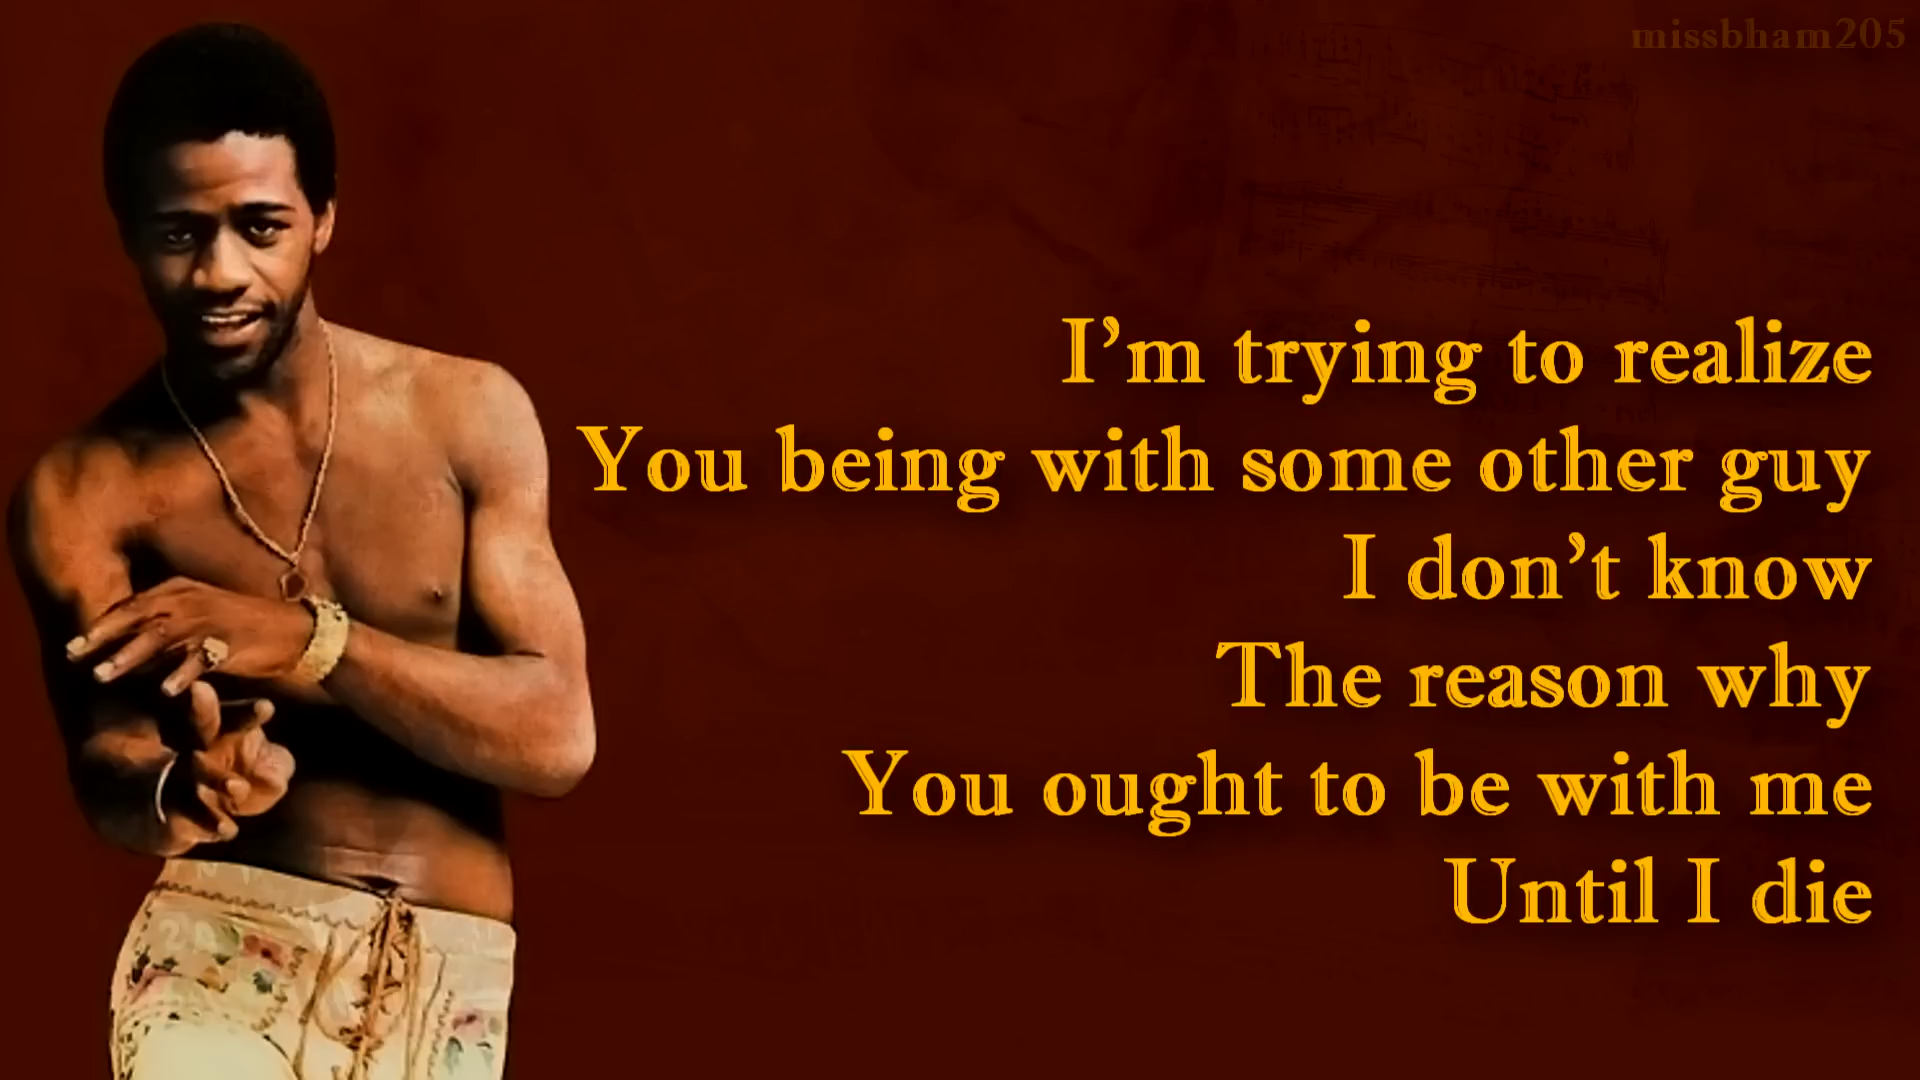 missbham205
I’m trying to realize
You being with some other guy
I don’t know
The reason why
You ought to be with me
Until I die